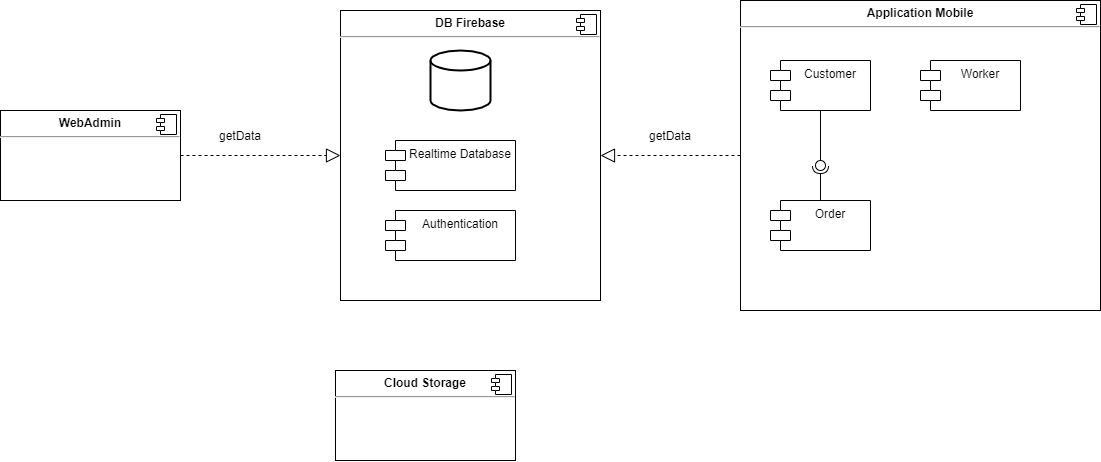 DB Firebase
Application Mobile
Customer
Worker
WebAdmin
getData
getData
Realtime Database
Order
Authentication
Cloud Storage